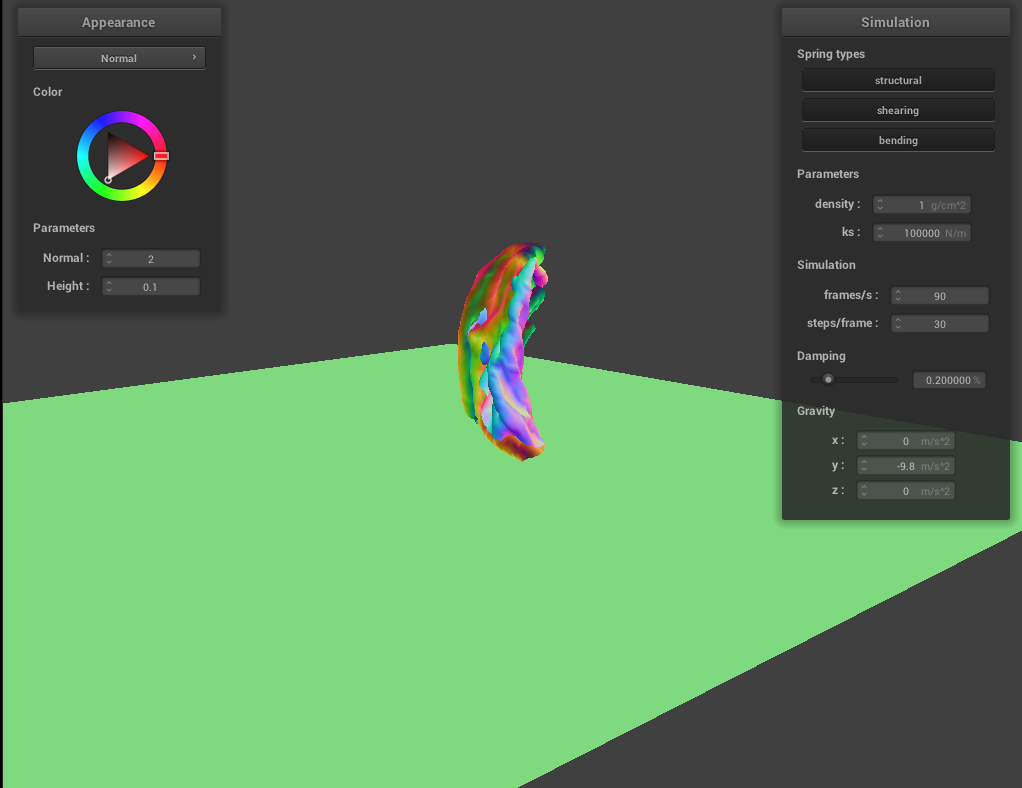 Appearance
Normal
Color
Parameters
Normal : 2
Height : 0.1
Simulation
Spring types
structural
shearing
bending
Parameters
density : 1 g/cm^2
ks : 100000 N/m
Simulation
frames/s : 90
steps/frame : 30
Damping
0.200000 %
Gravity
x : 0 m/s^2
y : -9.8 m/s^2
z : 0 m/s^2